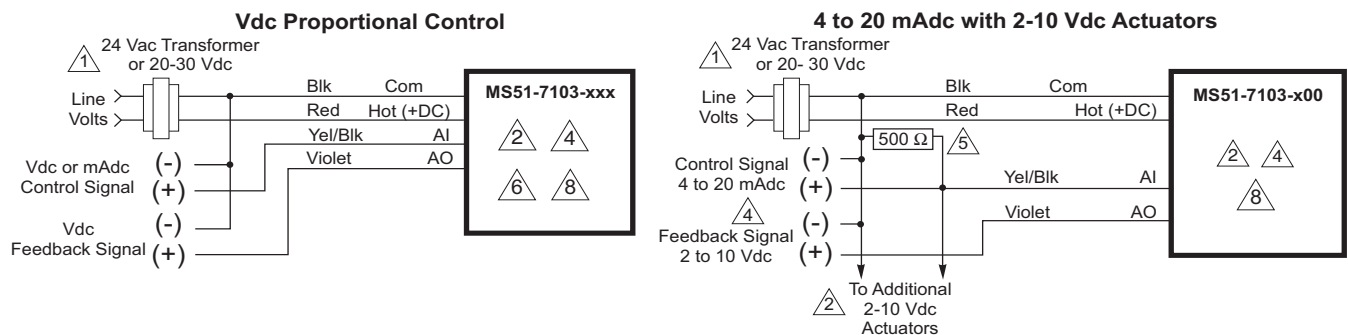 Vdc Proportional Control
1
24 Vac Transformer
or 20-30 Vdc
Line
Volts
Blk Com
Red Hot (+DC)
Yel/Blk AI
Violet AO
MS51-7103-xxx
2 4
6 8
Vdc or mAdc
Control Signal
(-)
(+)
Vdc
Feedback Signal
(-)
(+)
4 to 20 mAdc with 2-10 Vdc Actuators
1
24 Vac Transformer
or 20- 30 Vdc
Line
Volts
Blk Com
Red Hot (+DC)
500 Ω 5
Control Signal
4 to 20 mAdc
(-)
(+)
Yel/Blk AI
Violet AO
MS51-7103-x00
2 4
8
4
Feedback Signal
2 to 10 Vdc
(-)
(+)
2
To Additional
2-10 Vdc
Actuators